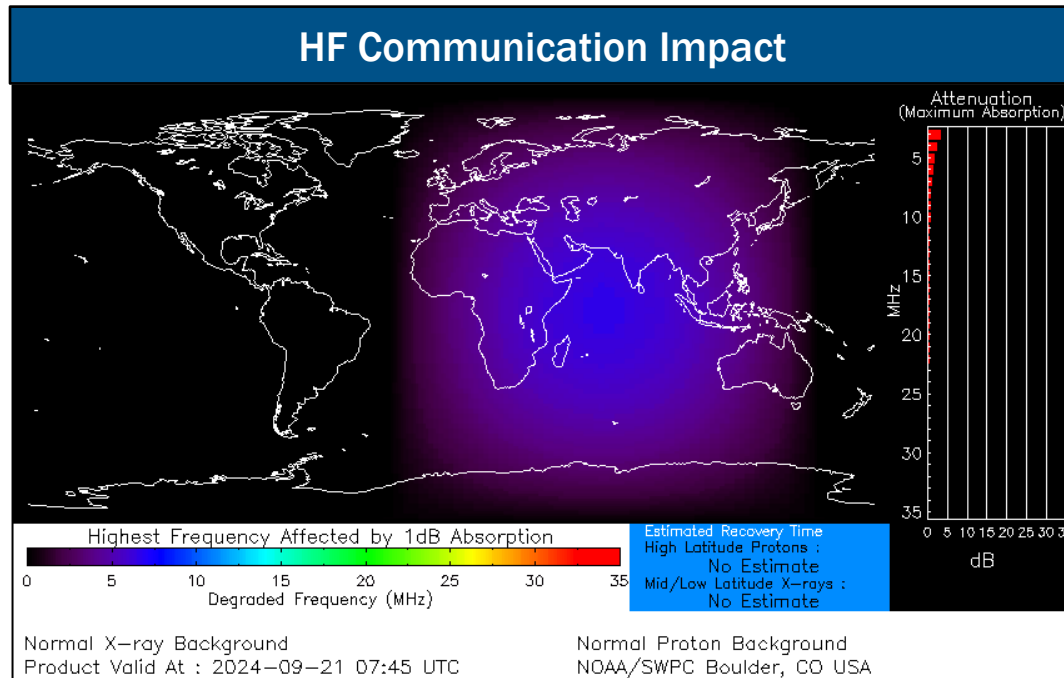 HF Communication Impact
Attenuation
(Maximum Absorption)
5
10
15
20
25
30
35
MHz
0 5 10 15 20 25 30 3
dB
Highest Frequency Affected by 1dB Absorption
0 5 10 15 20 25 30 35
Degraded Frequency (MHz)
Estimated Recovery Time
High Latitude Protons :
No Estimate
Mid/Low Latitude X-rays :
No Estimate
Normal X-ray Background
Product Valid At : 2024-09-21 07:45 UTC
Normal Proton Background
NOAA/SWPC Boulder, CO USA